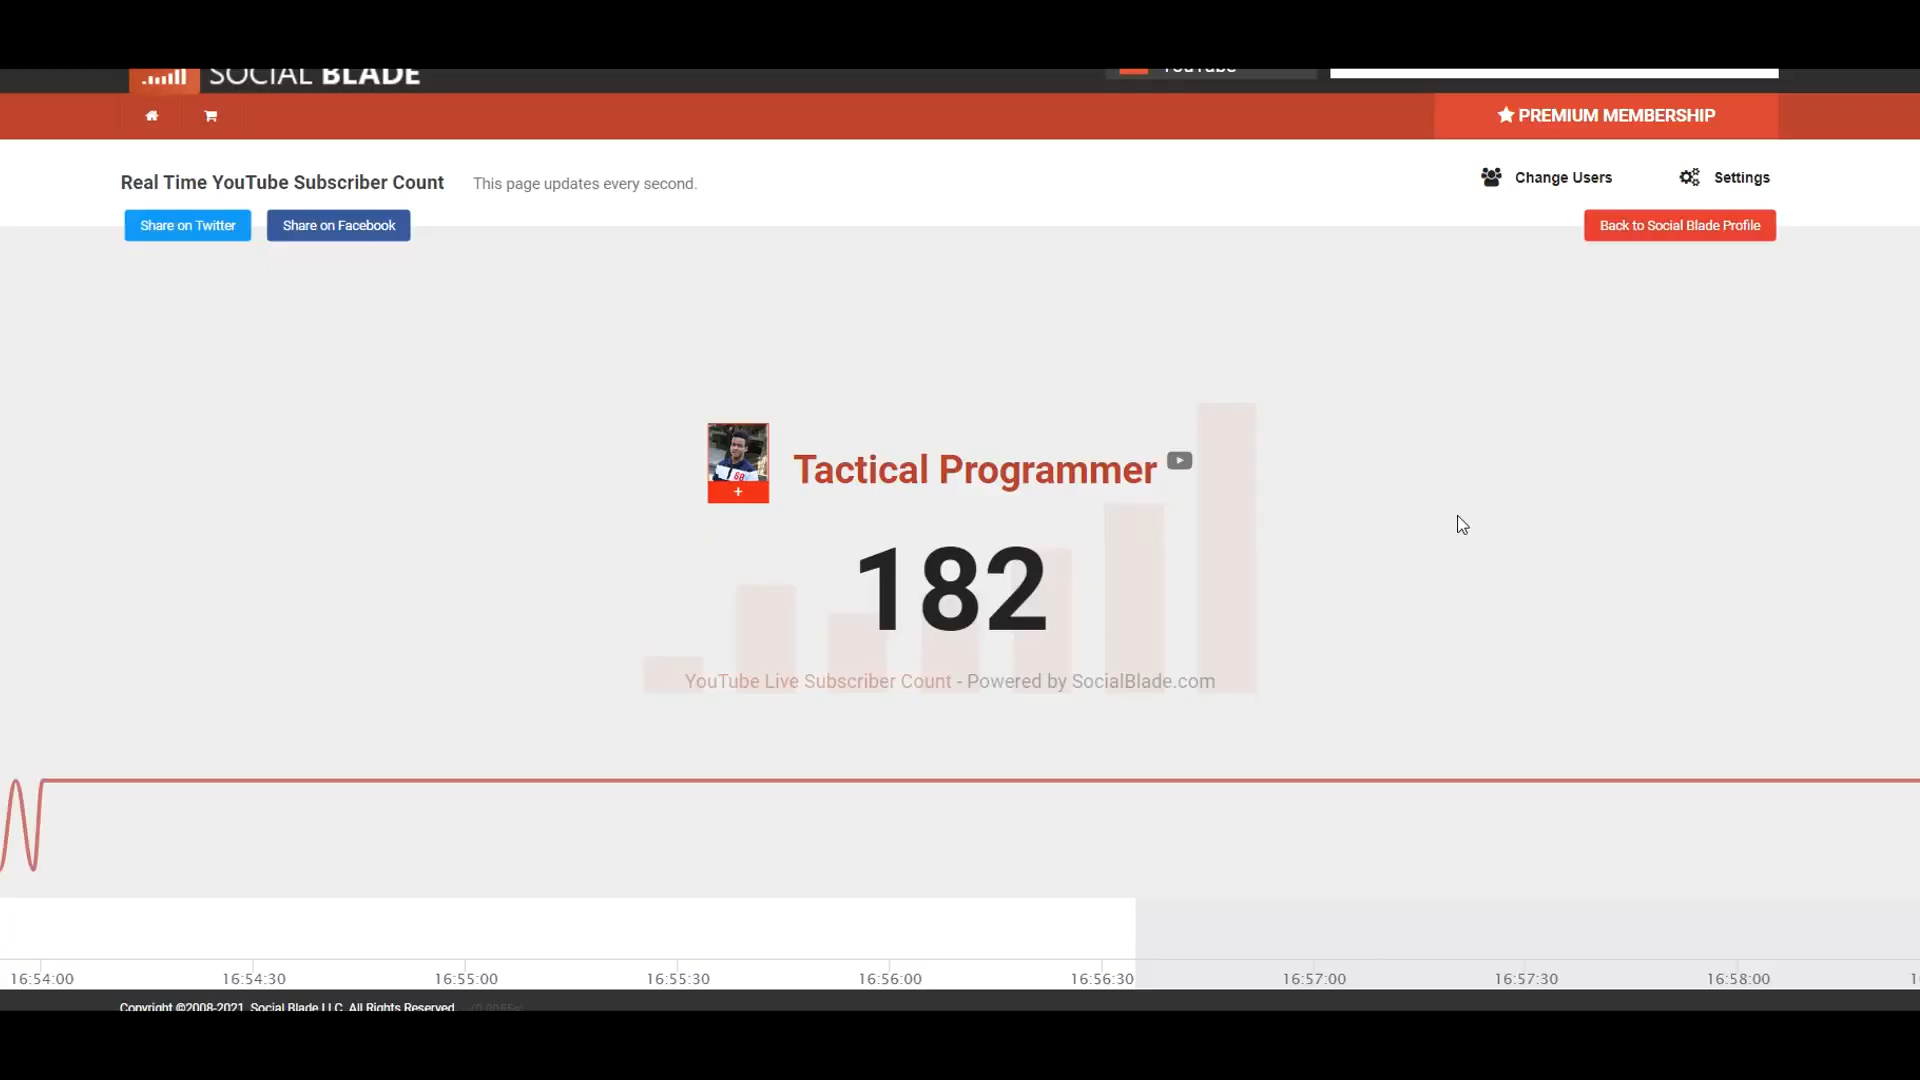 SOCIAL BLADE
YouTube
PREMIUM MEMBERSHIP
Real Time YouTube Subscriber Count This page updates every second.
Change Users Settings
Share on Twitter Share on Facebook
Back to Social Blade Profile
Tactical Programmer
182
YouTube Live Subscriber Count - Powered by SocialBlade.com
16:54:00 16:54:30 16:55:00 16:55:30 16:56:00 16:56:30 16:57:00 16:57:30 16:58:00
Copyright ©2008-2021 Social Blade LLC. All Rights Reserved.